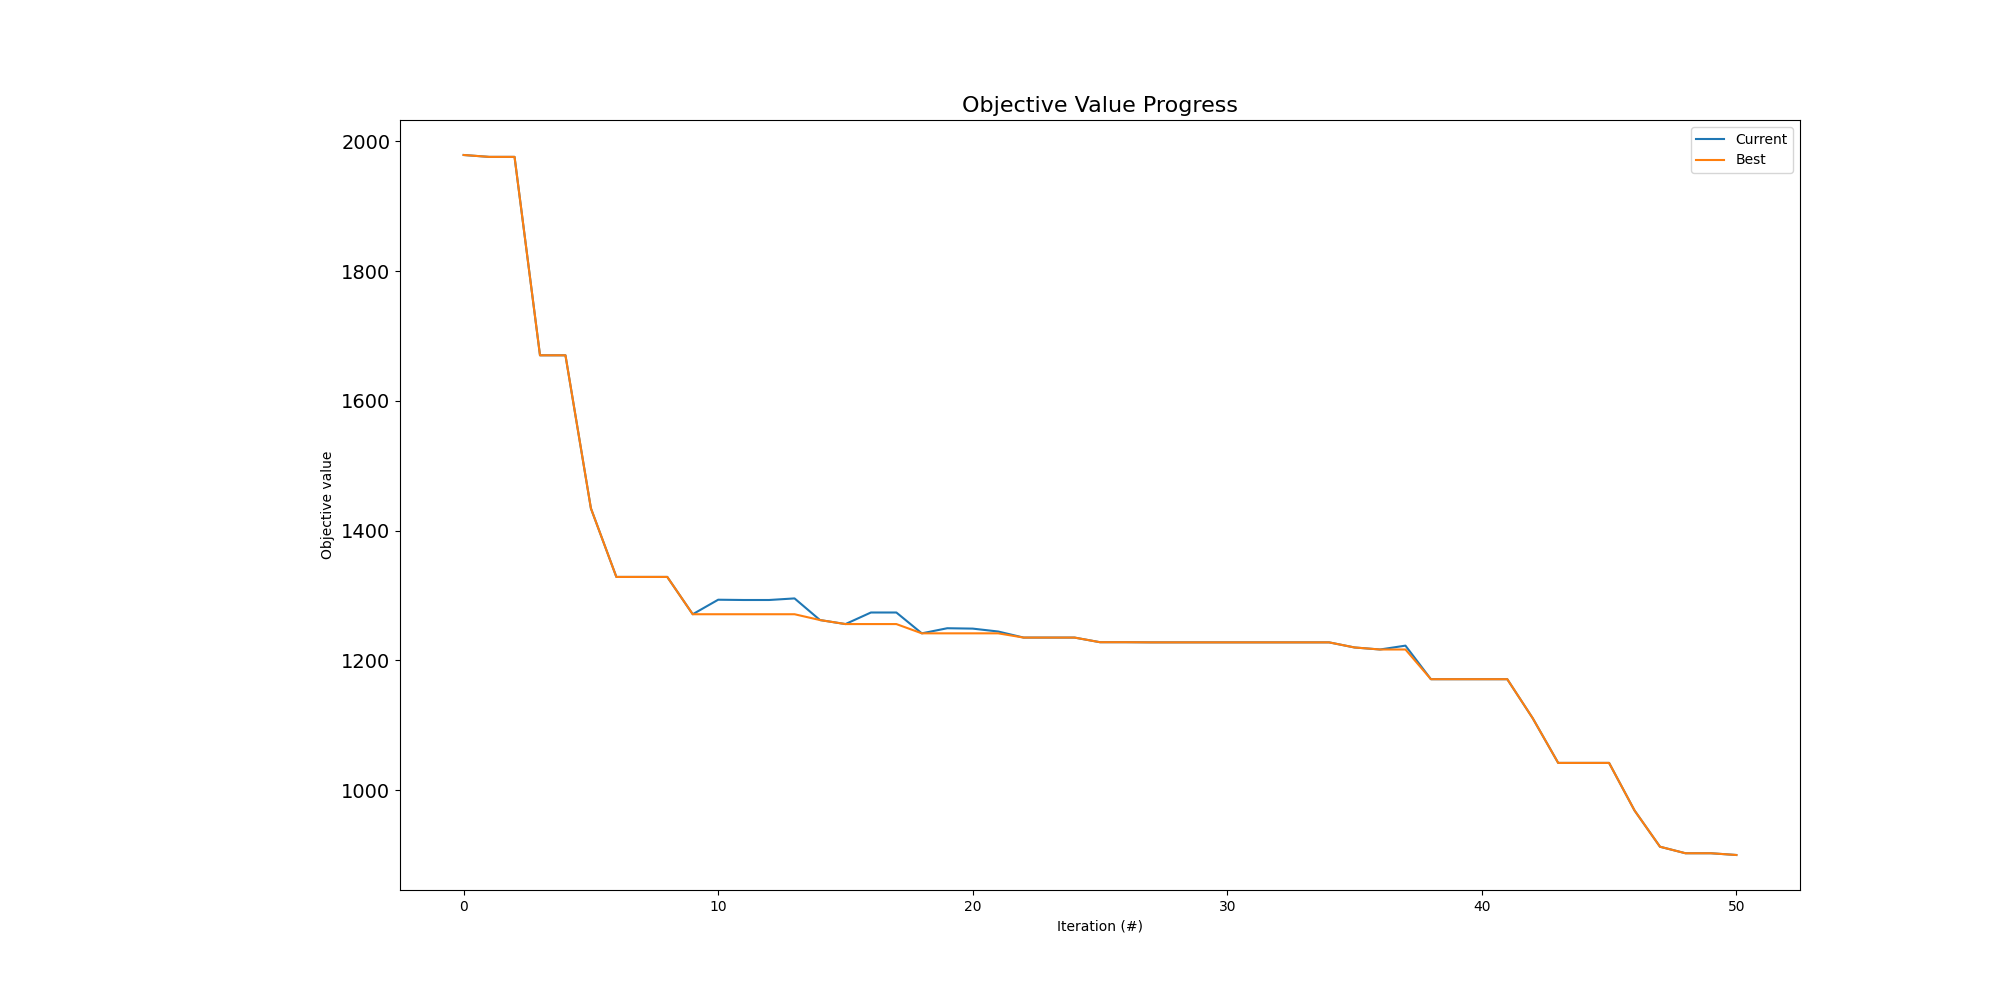 Objective Value Progress
Current
Best
2000
1800
1600
1400
1200
1000
Objective value
0 10 20 30 40 50
Iteration (#)